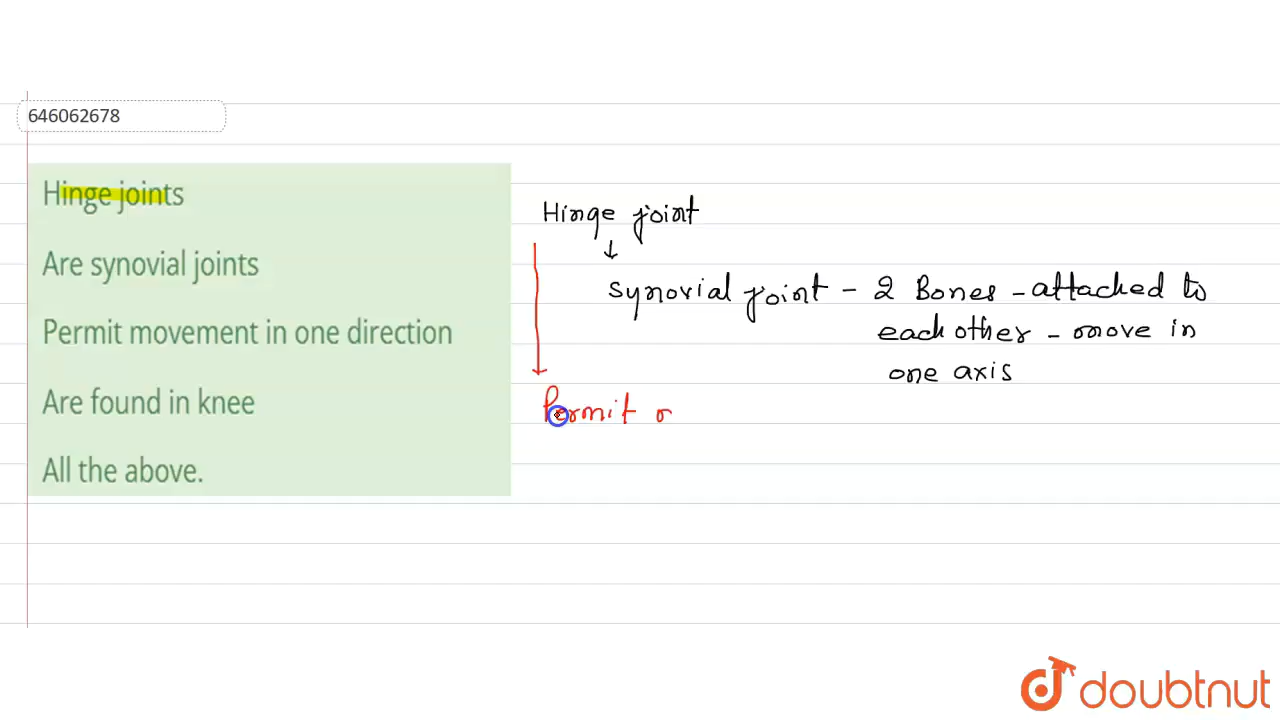 646062678
Hinge joints
Are synovial joints
Permit movement in one direction
Are found in knee
All the above.
Hinge joint
synovial joint - 2 Bones - attached to
each other - move in
one axis
Permit
doubtnut